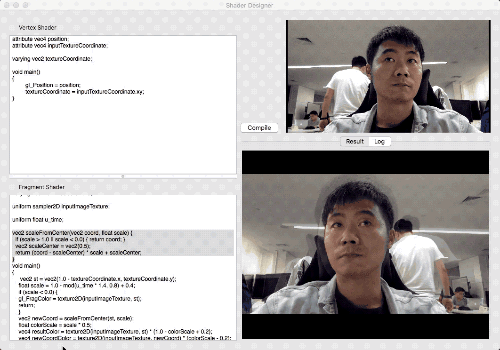 Shader Designer
Vertex Shader
attribute vec4 position;
attribute vec4 inputTextureCoordinate;
varying vec2 textureCoordinate;
void main()
{
gl_Position = position;
textureCoordinate = inputTextureCoordinate.xy;
}
Compile
Result Log
Fragment Shader
uniform sampler2D inputImageTexture;
uniform float u_time;
vec2 scaleFromCenter(vec2 coord, float scale) {
if (scale > 1.0 || scale < 0.0) { return coord; }
vec2 scaleCenter = vec2(0.5);
return (coord - scaleCenter) * scale + scaleCenter;
}
void main()
{
vec2 st = vec2(1.0 - textureCoordinate.x, textureCoordinate.y);
float scale = 1.0 - mod(u_time * 1.4, 0.8) + 0.4;
if (scale < 0.0) {
gl_FragColor = texture2D(inputImageTexture, st);
return;
}
vec2 newCoord = scaleFromCenter(st, scale);
float colorScale = scale * 0.5;
vec4 resultColor = texture2D(inputImageTexture, st) * (1.0 - colorScale + 0.2);
vec4 newCoordColor = texture2D(inputImageTexture, newCoord) * (colorScale - 0.2);